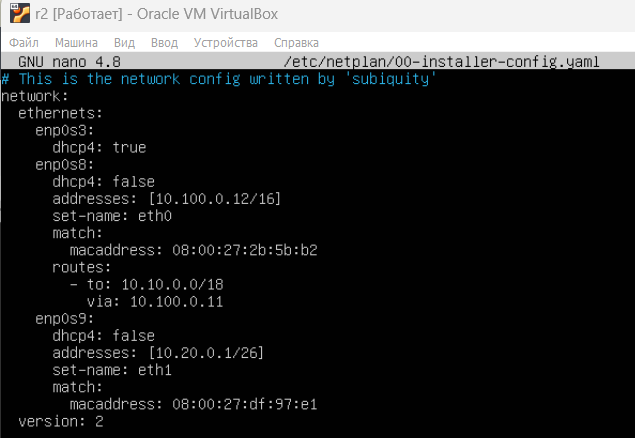 r2 [Работает] - Oracle VM VirtualBox
Файл Машина Вид Ввод Устройства Справка
GNU nano 4.8 /etc/netplan/00-installer-config.yaml
# This is the network config written by 'subiquity'
network:
  ethernets:
    enp0s3:
      dhcp4: true
    enp0s8:
      dhcp4: false
      addresses: [10.100.0.12/16]
      set-name: eth0
      match:
        macaddress: 08:00:27:2b:5b:b2
      routes:
        - to: 10.10.0.0/18
          via: 10.100.0.11
    enp0s9:
      dhcp4: false
      addresses: [10.20.0.1/26]
      set-name: eth1
      match:
        macaddress: 08:00:27:df:97:e1
  version: 2